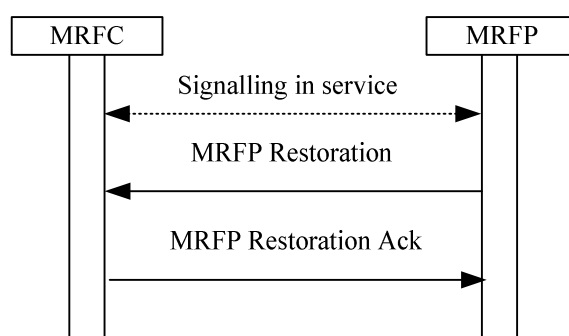 MRFC
MRFP
Signalling in service
MRFP Restoration
MRFP Restoration Ack